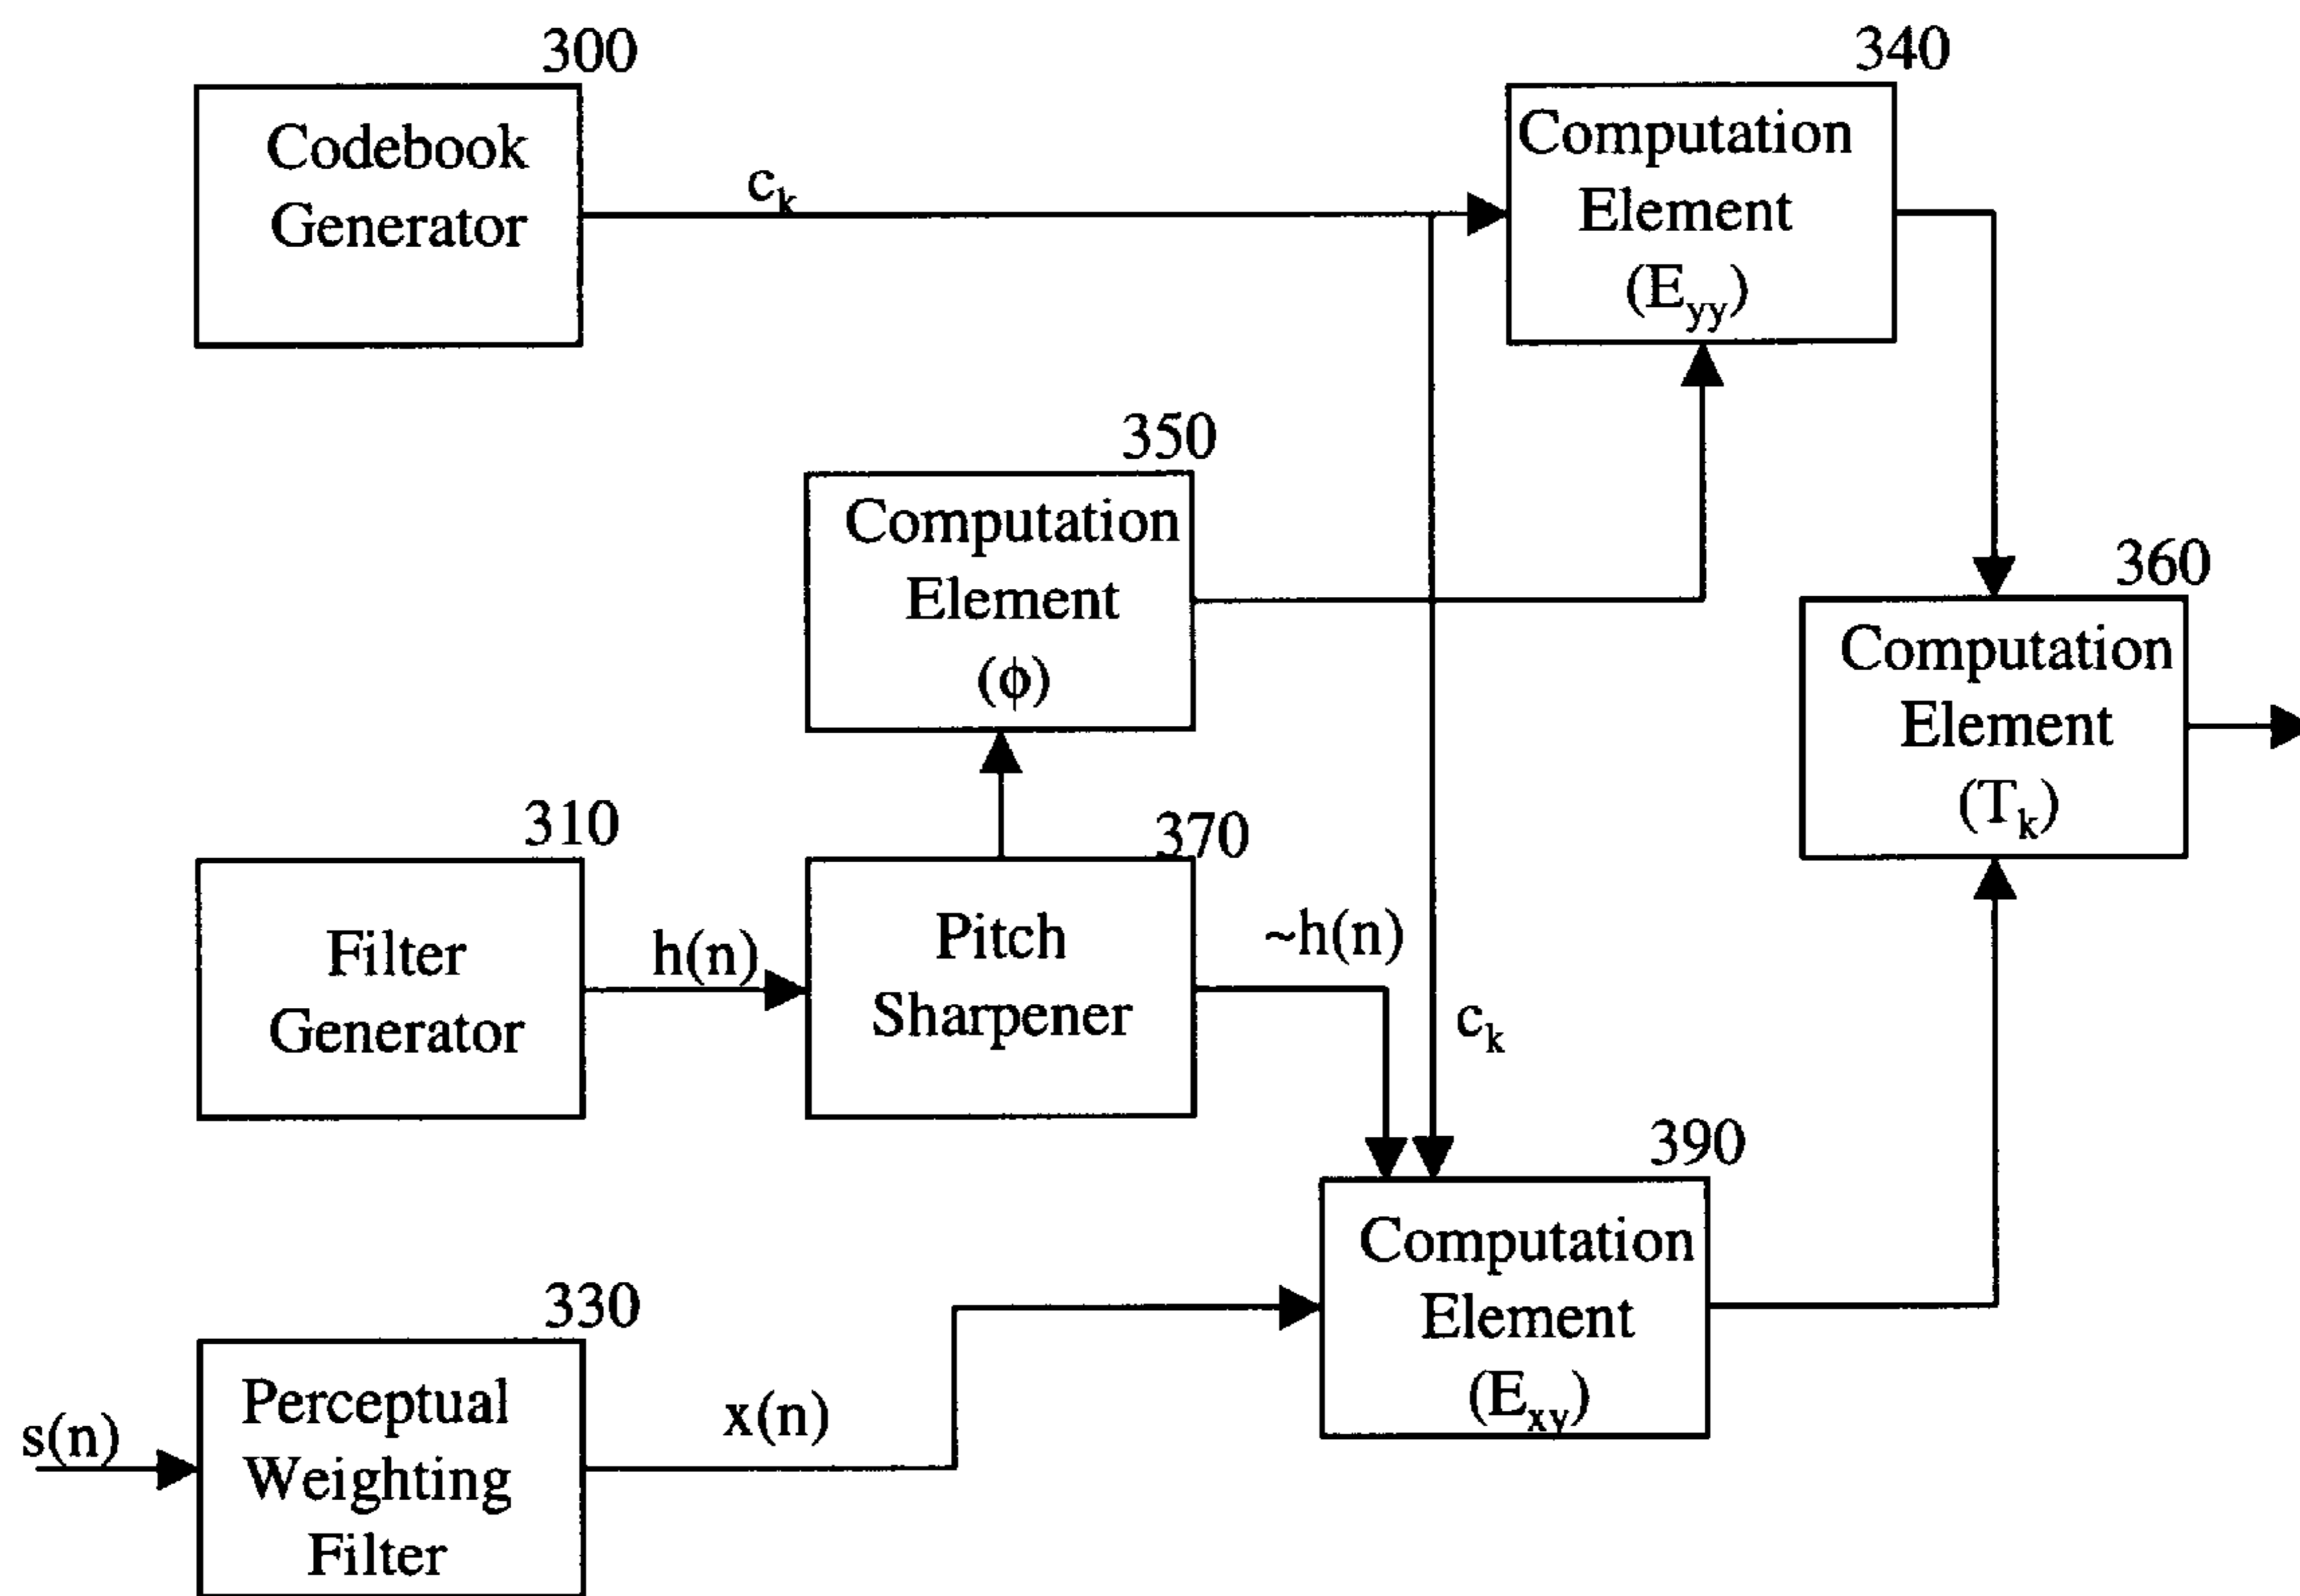 300
Codebook
Generator
c_k
340
Computation
Element
(E_yy)
350
Computation
Element
(ϕ)
360
Computation
Element
(T_k)
310
Filter
Generator
h(n)
370
Pitch
Sharpener
~h(n)
c_k
390
Computation
Element
(E_xy)
330
s(n)
Perceptual
Weighting
Filter
x(n)